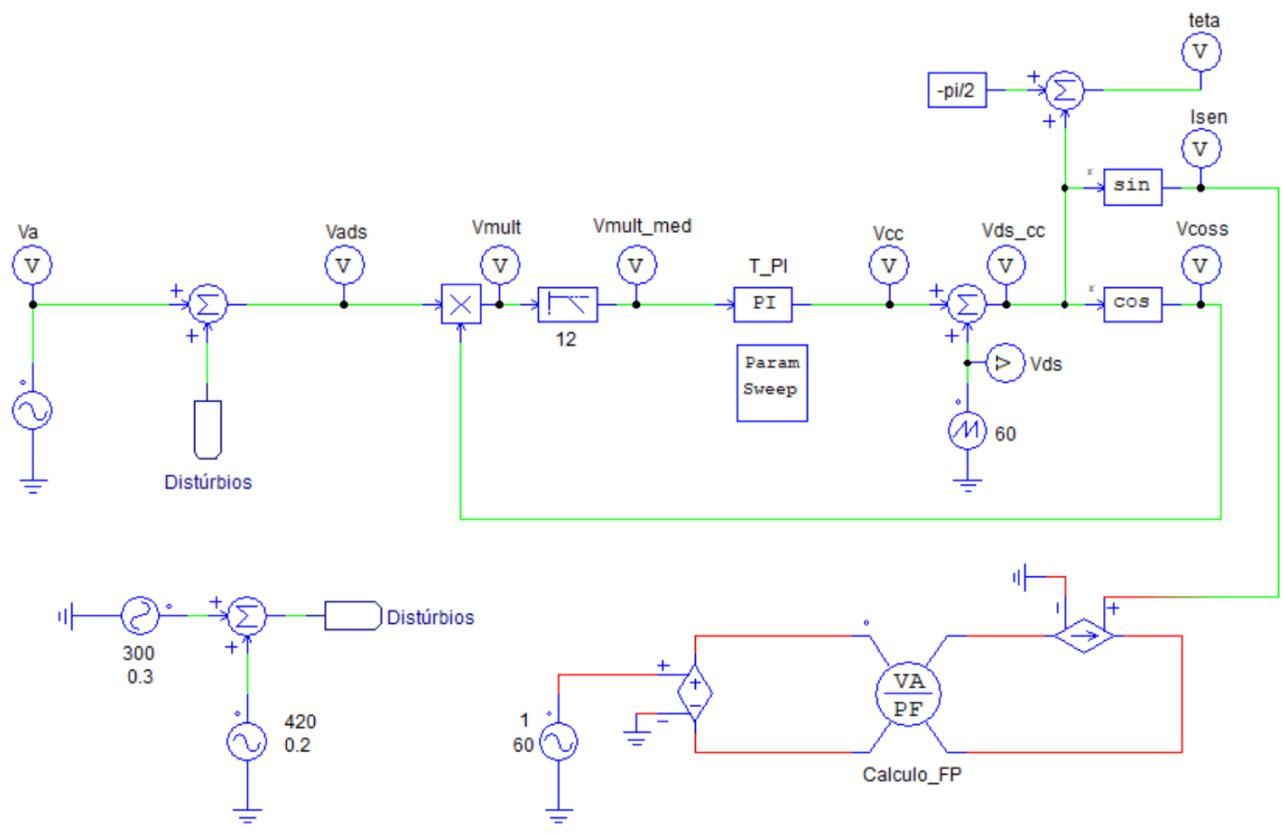 teta
V
-pi/2
+
Σ
+
Isen
V
r
sin
Va
V
Vads
V
Vmult
V
Vmult_med
V
T_PI
PI
Vcc
V
Vds_cc
V
Vcoss
V
r
cos
+
Σ
+
×
12
+
Σ
+
Param
Sweep
V
Vds
60
Distúrbios
+
Σ
+
Distúrbios
300
0.3
420
0.2
1
60
+
+
−
−
VA
PF
Calculo_FP
+